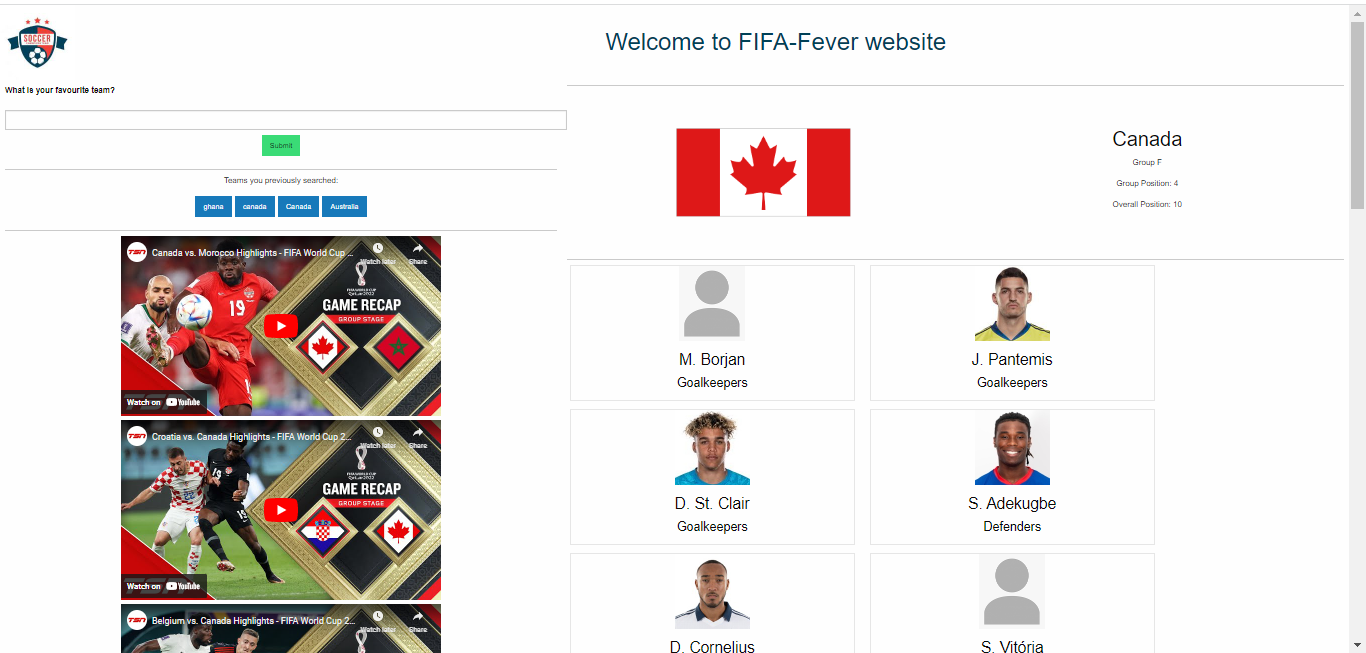 SOCCER
Welcome to FIFA-Fever website
What is your favourite team?
Submit
Teams you previously searched:
ghana
canada
Canada
Australia
TSN
Canada vs. Morocco Highlights - FIFA World Cup ...
Watch later
Share
FIFA WORLD CUP
Qatar2022
GAME RECAP
GROUP STAGE
19
Watch on YouTube
TSN
Croatia vs. Canada Highlights - FIFA World Cup 2...
Watch later
Share
FIFA WORLD CUP
Qatar2022
GAME RECAP
GROUP STAGE
Watch on YouTube
TSN
Belgium vs. Canada Highlights - FIFA World Cup 2...
Watch later
Share
Canada
Group F
Group Position: 4
Overall Position: 10
M. Borjan
Goalkeepers
J. Pantemis
Goalkeepers
D. St. Clair
Goalkeepers
S. Adekugbe
Defenders
D. Cornelius
S. Vitória